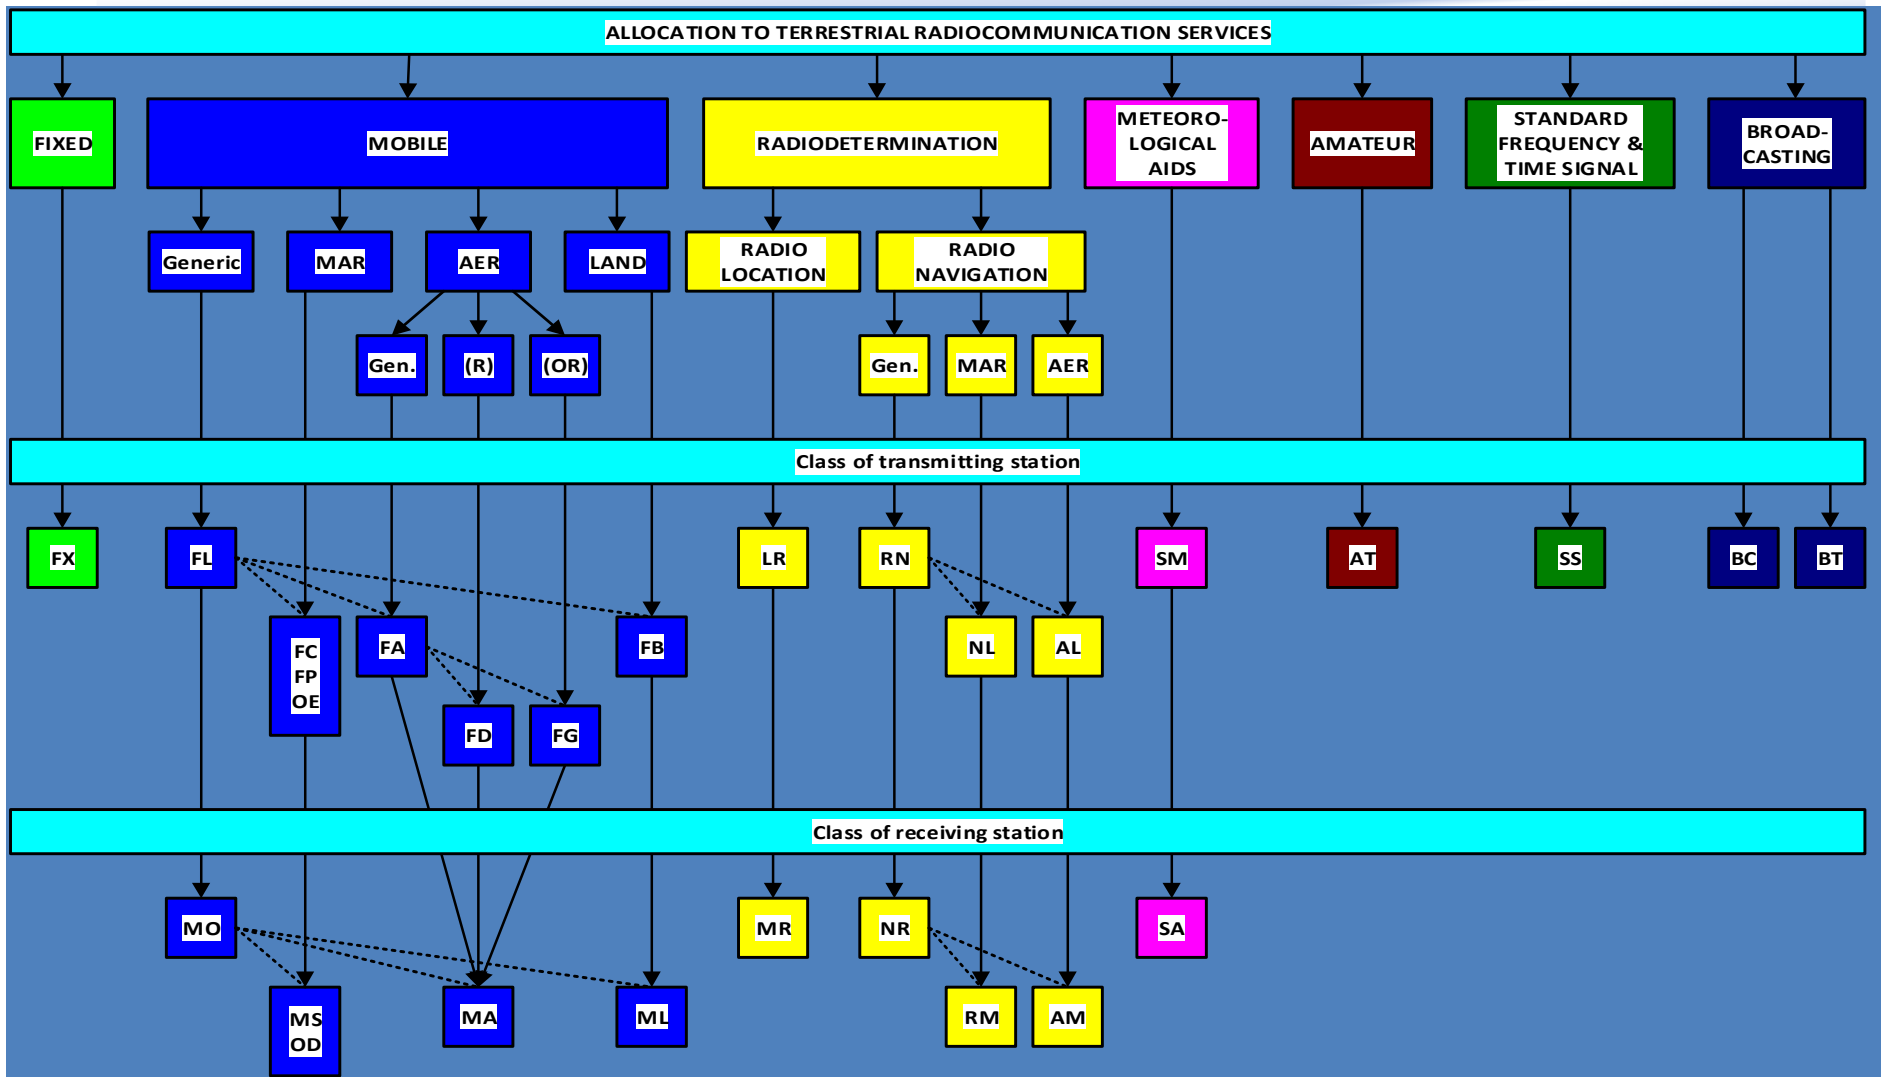 ALLOCATION TO TERRESTRIAL RADIOCOMMUNICATION SERVICES
FIXED
MOBILE
RADIODETERMINATION
METEORO-
LOGICAL
AIDS
AMATEUR
STANDARD
FREQUENCY &
TIME SIGNAL
BROAD-
CASTING
Generic
MAR
AER
LAND
RADIO
LOCATION
RADIO
NAVIGATION
Gen.
(R)
(OR)
Gen.
MAR
AER
Class of transmitting station
FX
FL
LR
RN
SM
AT
SS
BC
BT
FC
FP
OE
FA
FB
NL
AL
FD
FG
Class of receiving station
MO
MR
NR
SA
MS
OD
MA
ML
RM
AM